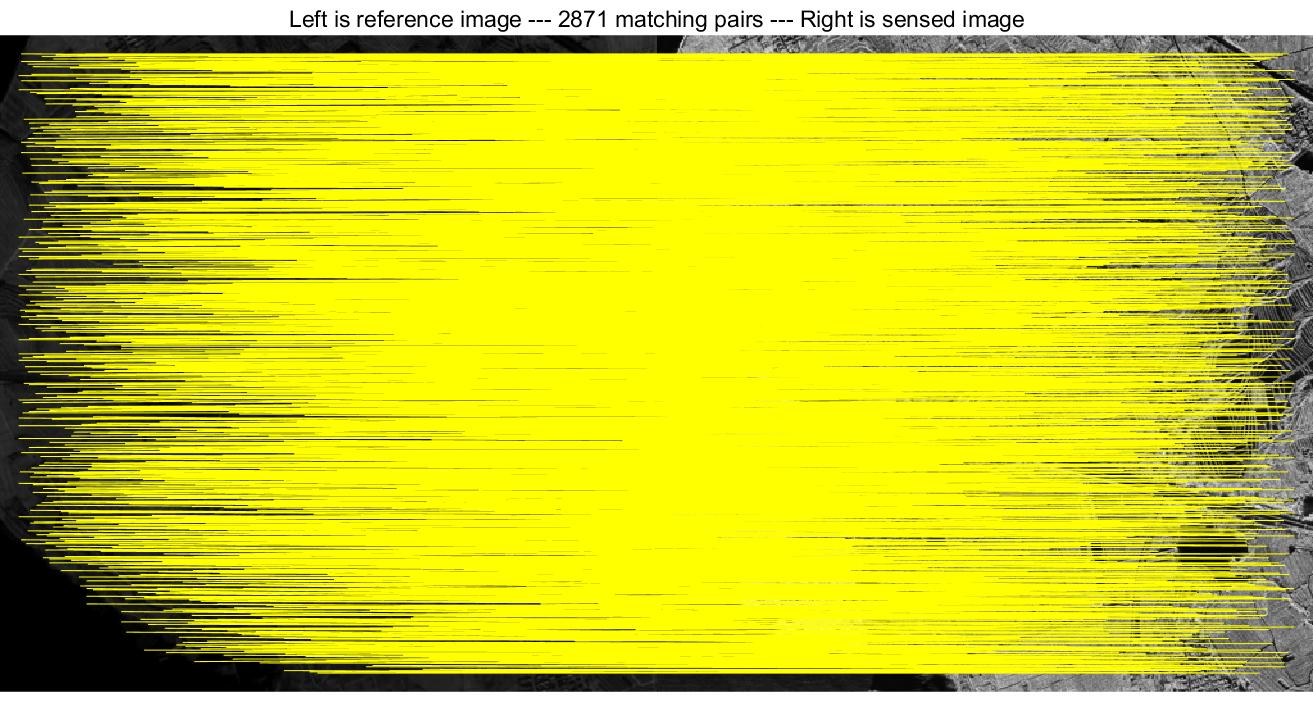 Left is reference image --- 2871 matching pairs --- Right is sensed image